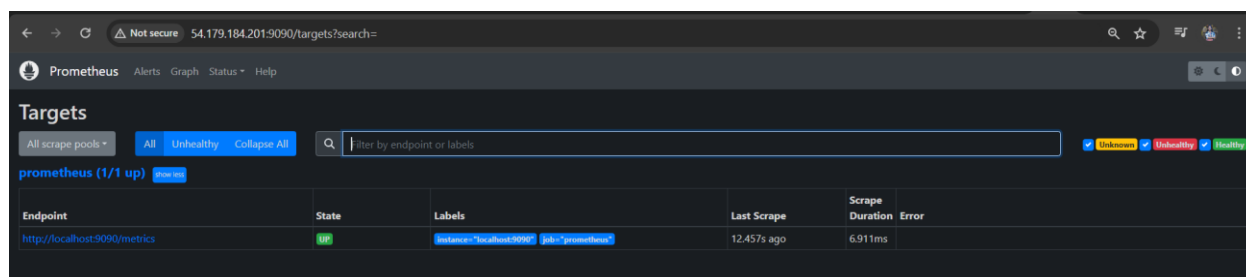 Not secure 54.179.184.201:9090/targets?search=
Prometheus Alerts Graph Status Help
Targets
All scrape pools All Unhealthy Collapse All Filter by endpoint or labels Unknown Unhealthy Healthy
prometheus (1/1 up) show less
Endpoint State Labels Last Scrape Scrape Duration Error
http://localhost:9090/metrics UP instance="localhost:9090" job="prometheus" 12.457s ago 6.911ms